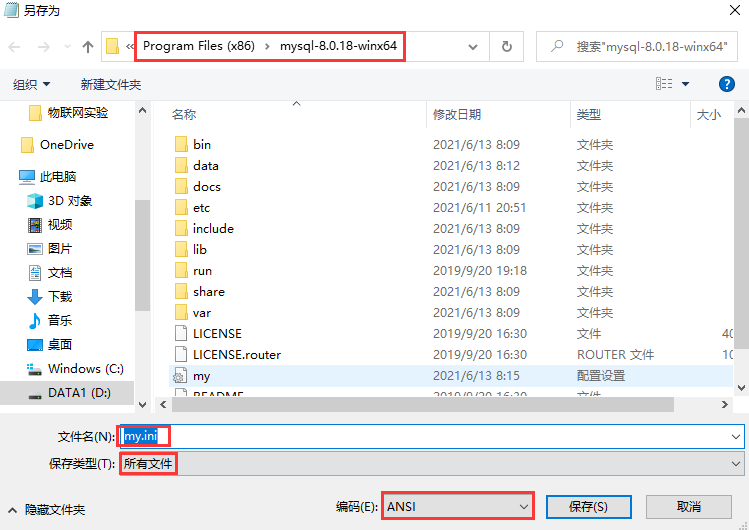 另存为
« Program Files (x86) › mysql-8.0.18-winx64
搜索"mysql-8.0.18-winx64"
组织 新建文件夹
名称 修改日期 类型 大小
物联网实验
OneDrive
此电脑
3D 对象
视频
图片
文档
下载
音乐
桌面
Windows (C:)
DATA1 (D:)
bin 2021/6/13 8:09 文件夹
data 2021/6/13 8:12 文件夹
docs 2021/6/13 8:09 文件夹
etc 2021/6/11 20:51 文件夹
include 2021/6/13 8:09 文件夹
lib 2021/6/13 8:09 文件夹
run 2019/9/20 19:18 文件夹
share 2021/6/13 8:09 文件夹
var 2021/6/13 8:09 文件夹
LICENSE 2019/9/20 16:30 文件 40
LICENSE.router 2019/9/20 16:30 ROUTER 文件 10
my 2021/6/13 8:15 配置设置
README 2019/9/20 16:30 文件
文件名(N): my.ini
保存类型(T): 所有文件
隐藏文件夹
编码(E): ANSI 保存(S) 取消